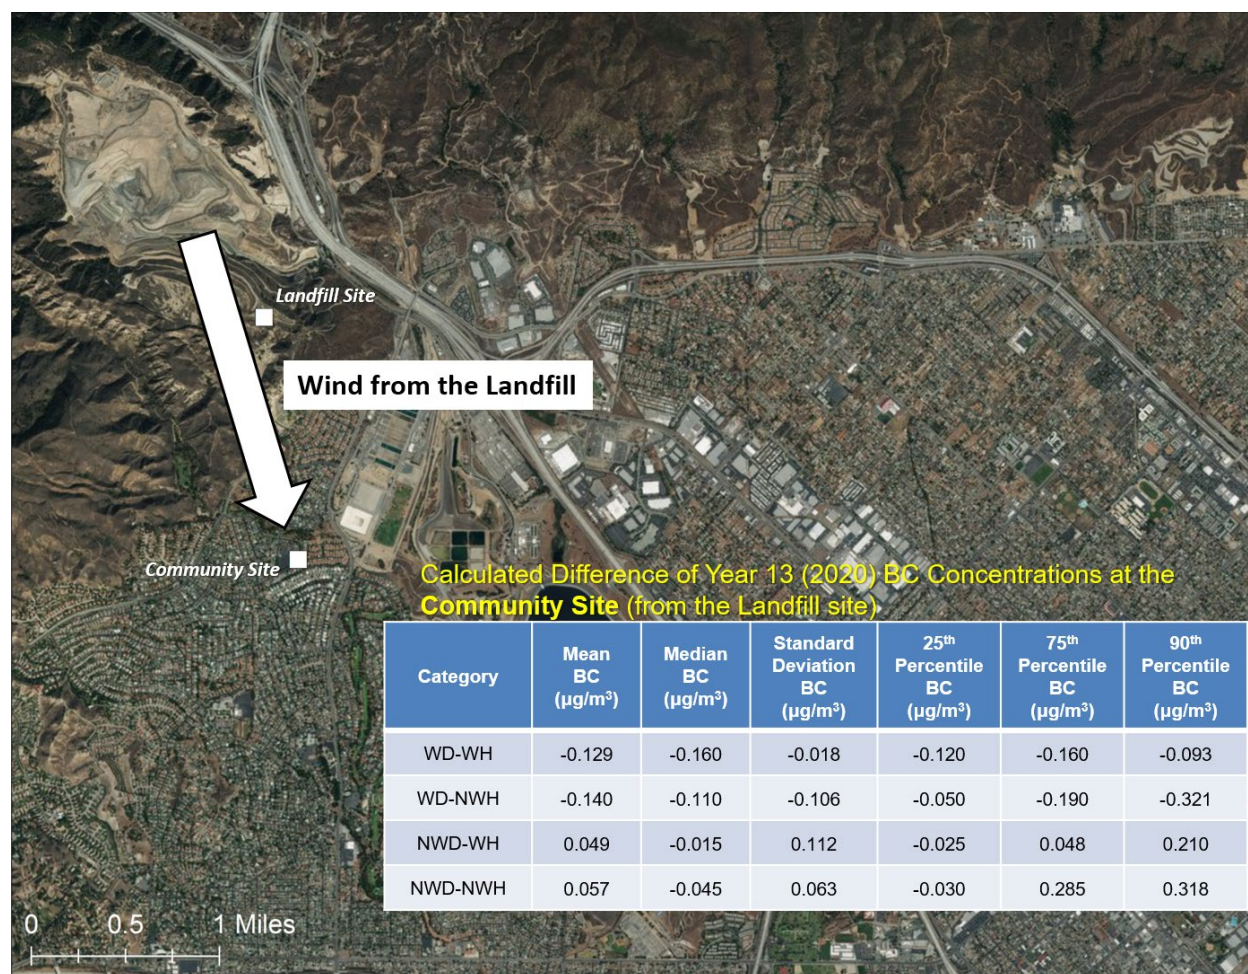 Landfill Site
Wind from the Landfill
Community Site
Calculated Difference of Year 13 (2020) BC Concentrations at the
Community Site (from the Landfill site)
Category Mean BC (µg/m³) Median BC (µg/m³) Standard Deviation BC (µg/m³) 25th Percentile BC (µg/m³) 75th Percentile BC (µg/m³) 90th Percentile BC (µg/m³)
WD-WH -0.129 -0.160 -0.018 -0.120 -0.160 -0.093
WD-NWH -0.140 -0.110 -0.106 -0.050 -0.190 -0.321
NWD-WH 0.049 -0.015 0.112 -0.025 0.048 0.210
NWD-NWH 0.057 -0.045 0.063 -0.030 0.285 0.318
0 0.5 1 Miles